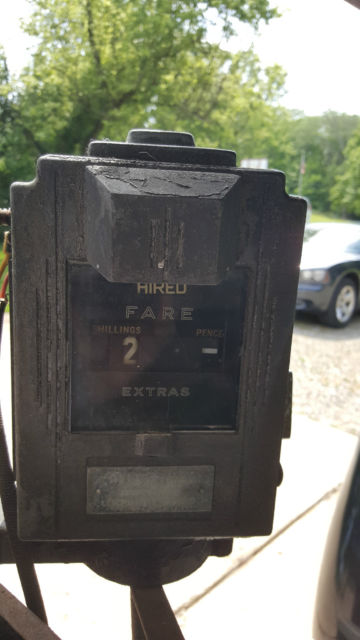 HIRED
FARE
SHILLINGS PENCE
2 -
EXTRAS